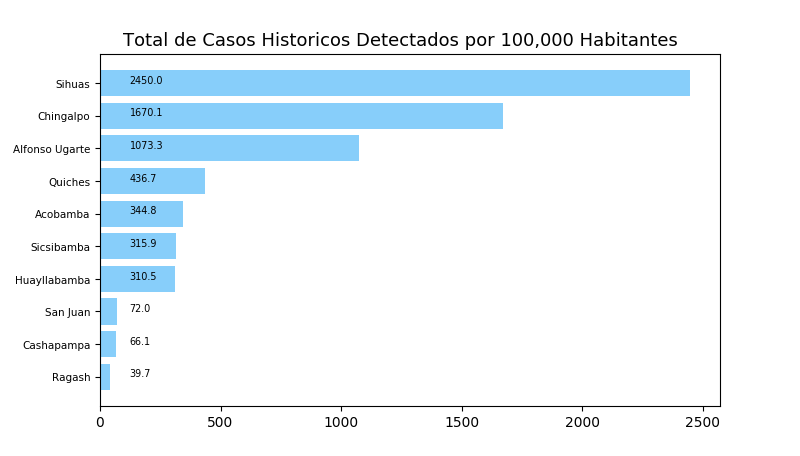 Total de Casos Historicos Detectados por 100,000 Habitantes
Sihuas 2450.0
Chingalpo 1670.1
Alfonso Ugarte 1073.3
Quiches 436.7
Acobamba 344.8
Sicsibamba 315.9
Huayllabamba 310.5
San Juan 72.0
Cashapampa 66.1
Ragash 39.7
0 500 1000 1500 2000 2500